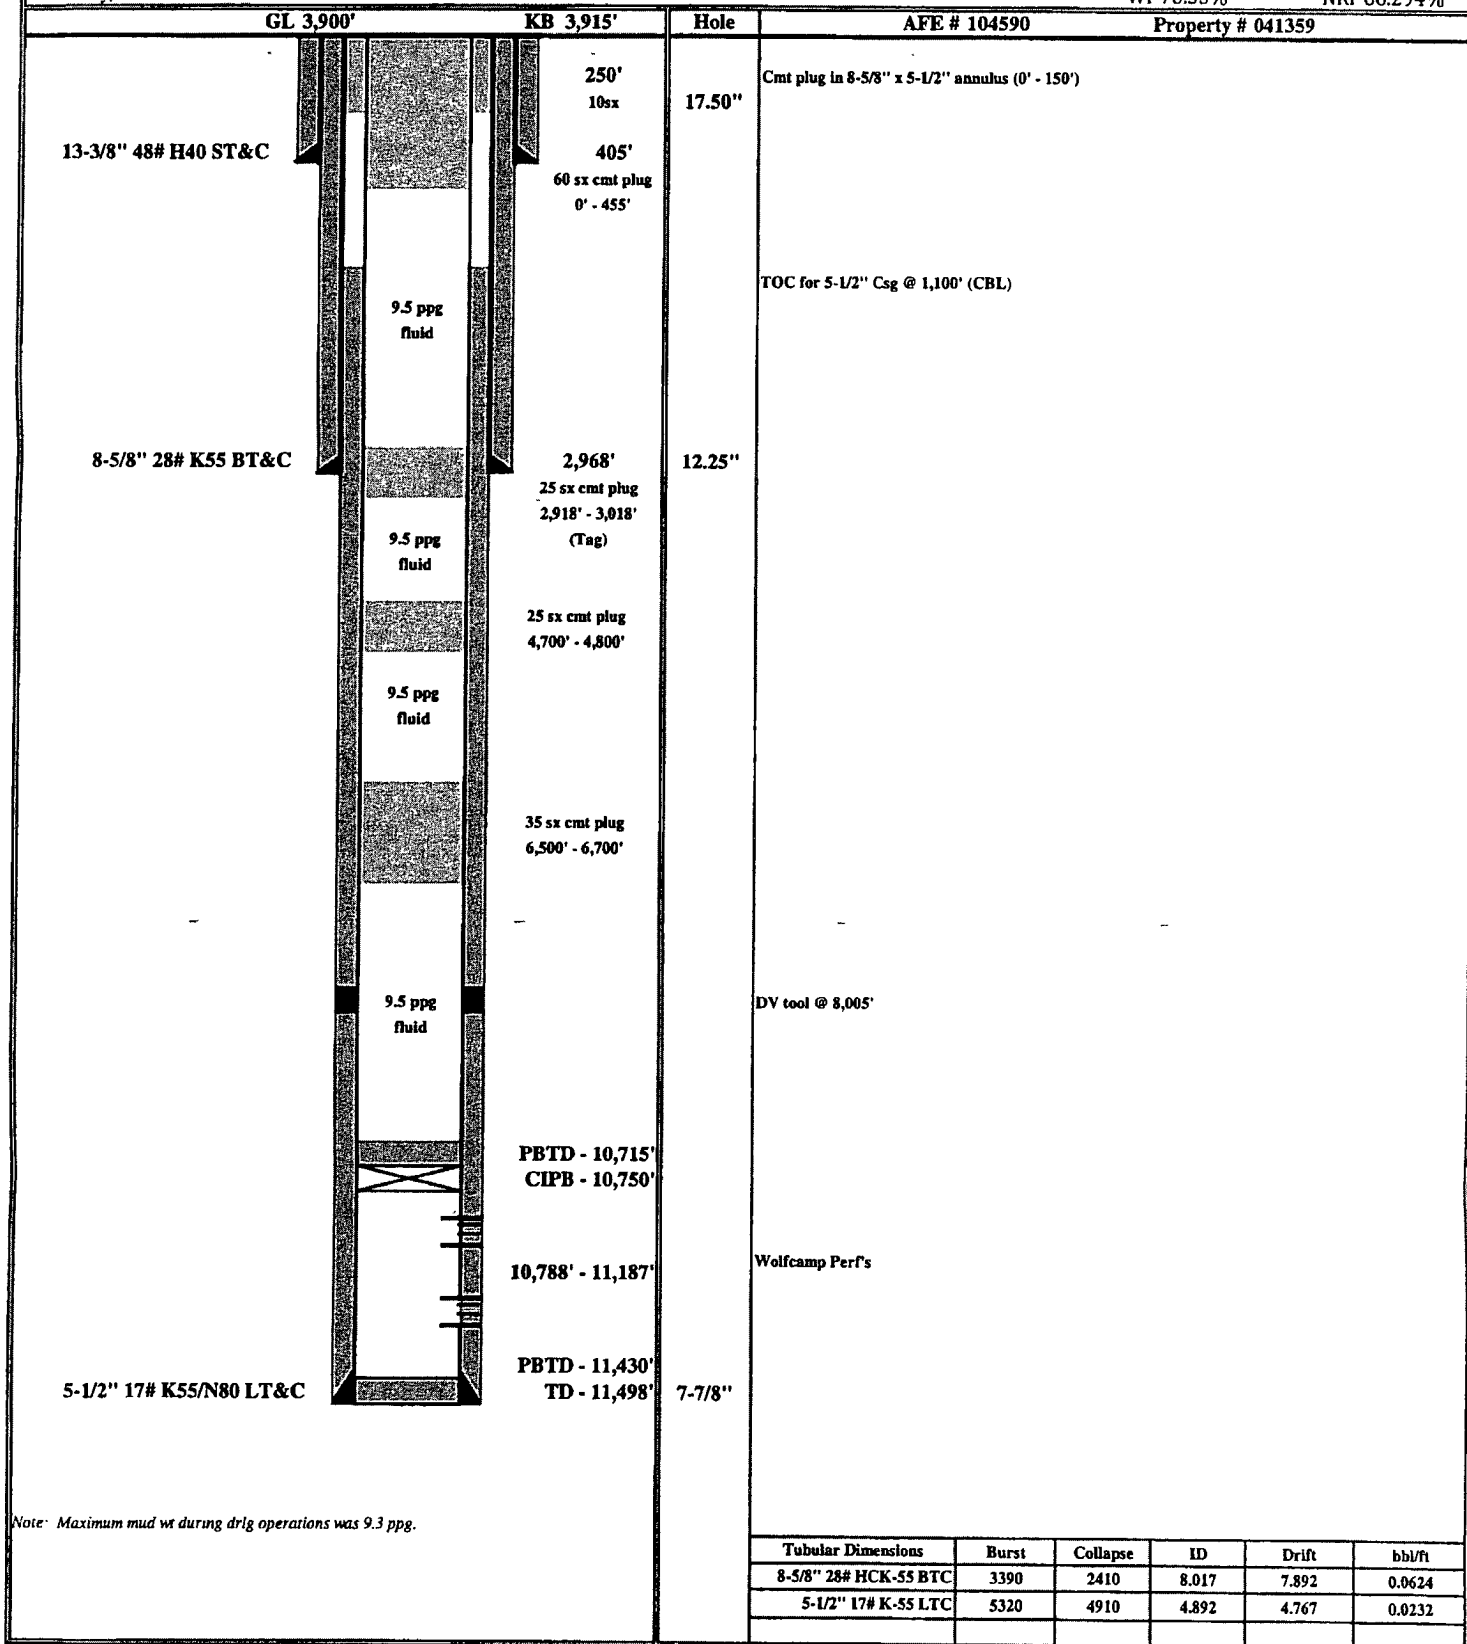 GL 3,900' KB 3,915' Hole AFE # 104590 Property # 041359
250'
10sx
17.50"
Cmt plug in 8-5/8" x 5-1/2" annulus (0' - 150')
13-3/8" 48# H40 ST&C
405'
60 sx cmt plug
0' - 455'
TOC for 5-1/2" Csg @ 1,100' (CBL)
9.5 ppg
fluid
8-5/8" 28# K55 BT&C
2,968'
12.25"
25 sx cmt plug
2,918' - 3,018'
(Tag)
9.5 ppg
fluid
25 sx cmt plug
4,700' - 4,800'
9.5 ppg
fluid
35 sx cmt plug
6,500' - 6,700'
9.5 ppg
fluid
DV tool @ 8,005'
PBTD - 10,715'
CIPB - 10,750'
10,788' - 11,187'
Wolfcamp Perf's
PBTD - 11,430'
5-1/2" 17# K55/N80 LT&C
TD - 11,498'
7-7/8"
Note: Maximum mud wt during drlg operations was 9.3 ppg.
Tubular Dimensions Burst Collapse ID Drift bbl/ft
8-5/8" 28# HCK-55 BTC 3390 2410 8.017 7.892 0.0624
5-1/2" 17# K-55 LTC 5320 4910 4.892 4.767 0.0232